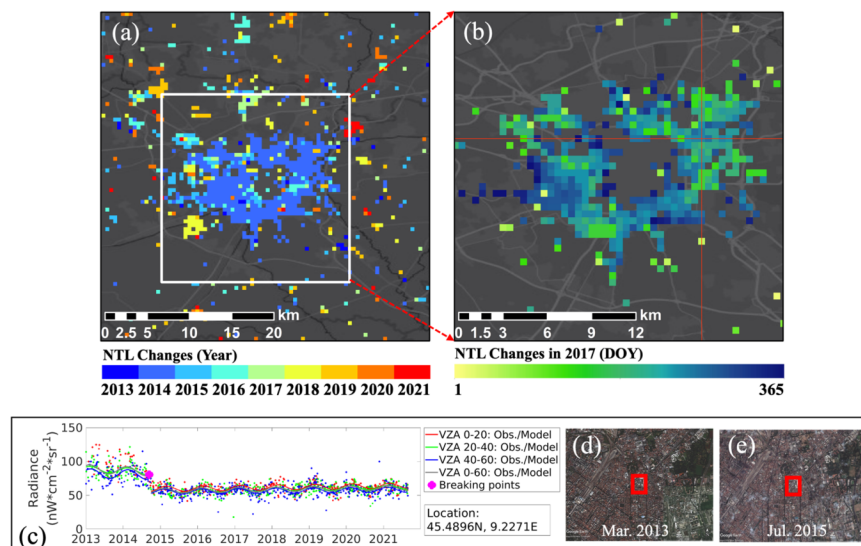 (a)
(b)
km
0 2.5 5 10 15 20
km
0 1.5 3 6 9 12
NTL Changes (Year)
2013 2014 2015 2016 2017 2018 2019 2020 2021
NTL Changes in 2017 (DOY)
1 365
Radiance
(nW*cm⁻²*sr⁻¹)
150
100
50
0
2013 2014 2015 2016 2017 2018 2019 2020 2021
(c)
VZA 0-20: Obs./Model
VZA 20-40: Obs./Model
VZA 40-60: Obs./Model
VZA 0-60: Obs./Model
Breaking points
Location:
45.4896N, 9.2271E
(d)
Mar. 2013
(e)
Jul. 2015